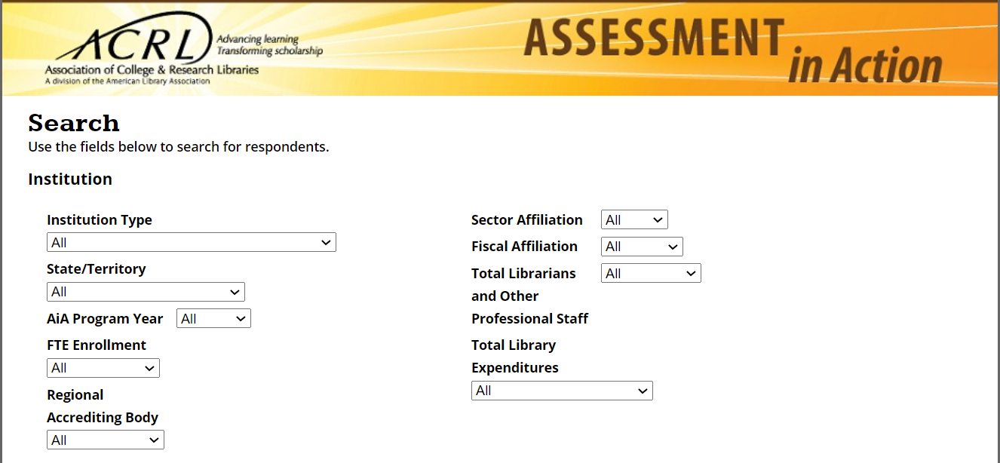 ACRL
Advancing learning
Transforming scholarship
Association of College & Research Libraries
A division of the American Library Association
ASSESSMENT
in Action
Search
Use the fields below to search for respondents.
Institution
Institution Type
All
State/Territory
All
AiA Program Year All
FTE Enrollment
All
Regional
Accrediting Body
All
Sector Affiliation All
Fiscal Affiliation All
Total Librarians All
and Other
Professional Staff
Total Library
Expenditures
All